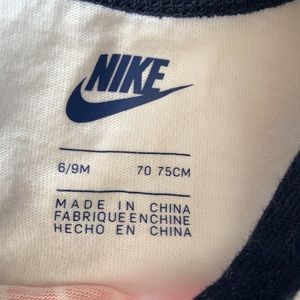 NIKE
6/9M 70 75CM
MADE IN CHINA
FABRIQUE EN CHINE
HECHO EN CHINA